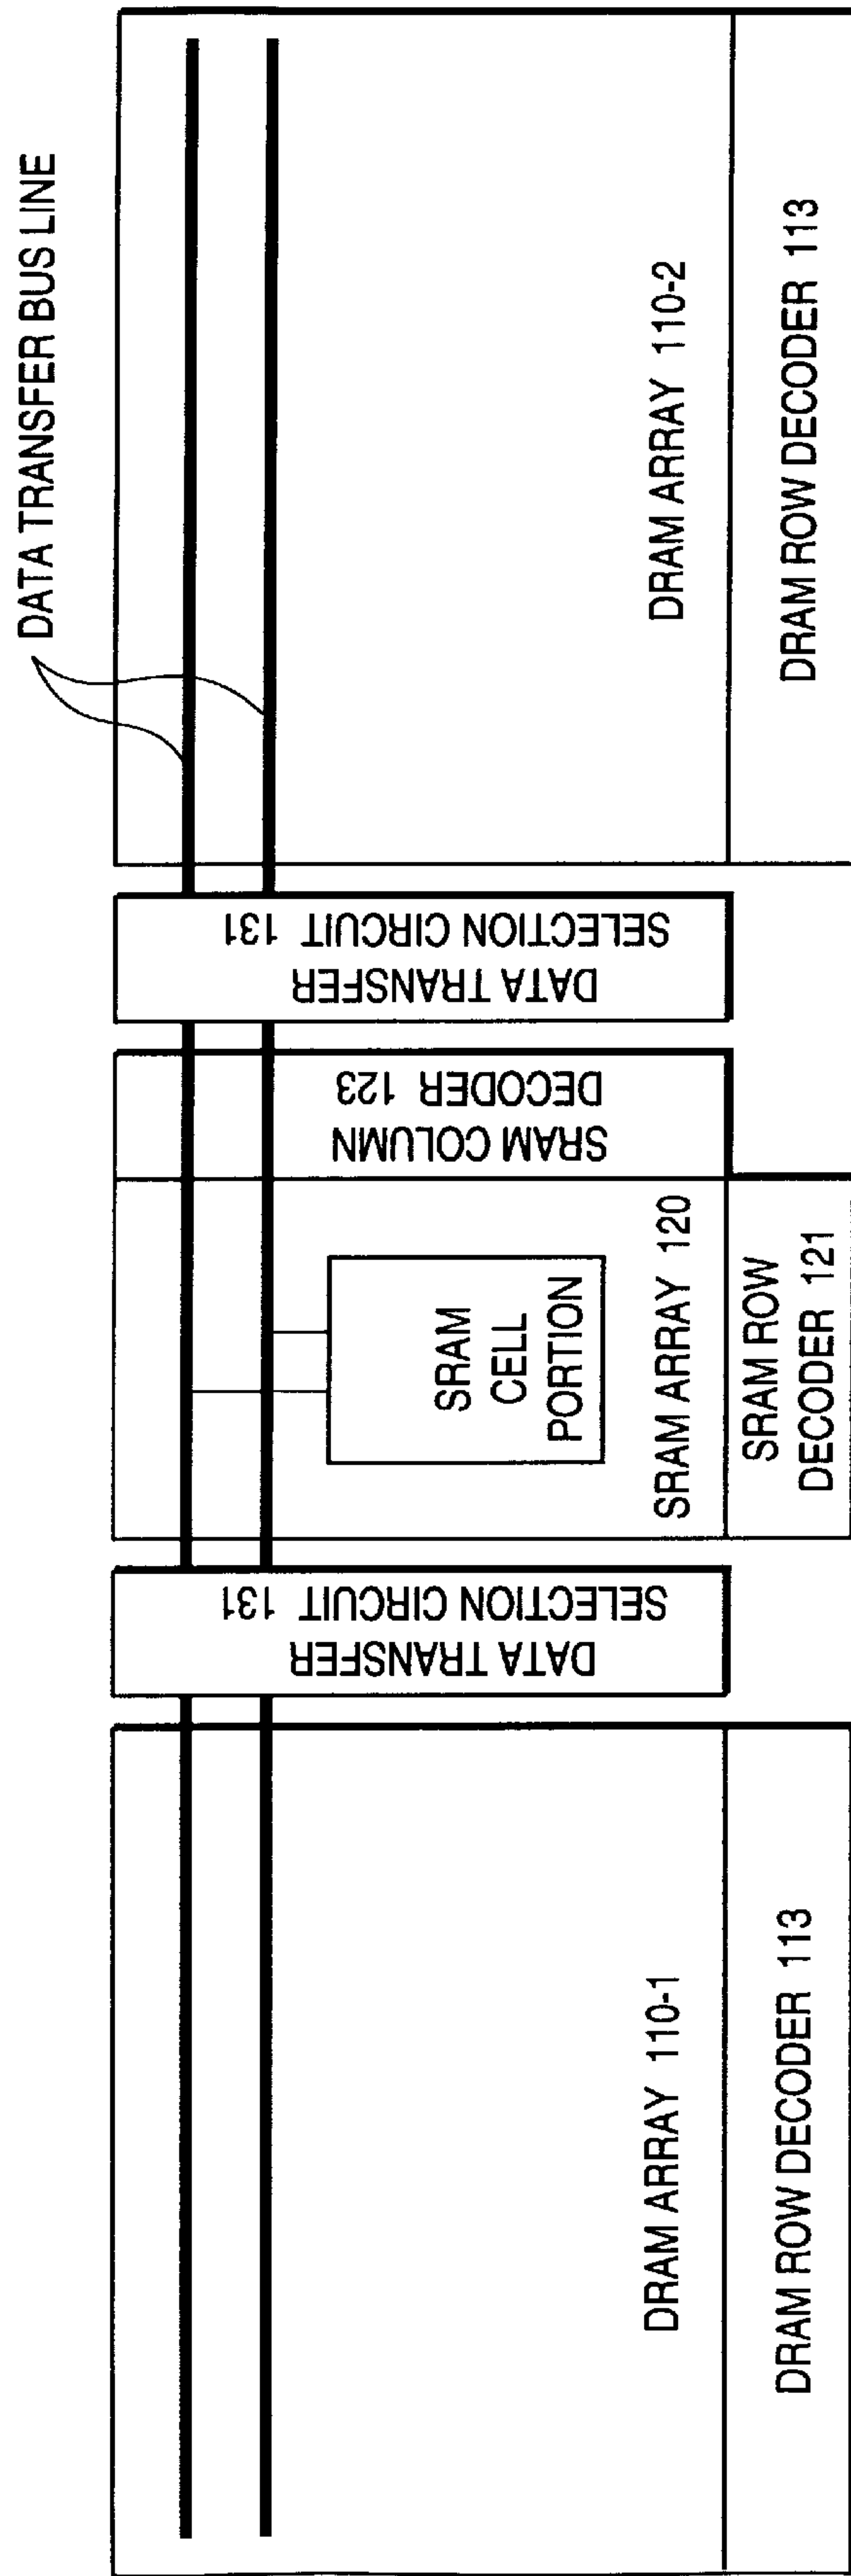 DATA TRANSFER BUS LINE
DRAM ARRAY 110-1
DRAM ROW DECODER 113
DATA TRANSFER
SELECTION CIRCUIT 131
SRAM
CELL
PORTION
SRAM ARRAY 120
SRAM ROW
DECODER 121
SRAM COLUMN
DECODER 123
DATA TRANSFER
SELECTION CIRCUIT 131
DRAM ARRAY 110-2
DRAM ROW DECODER 113